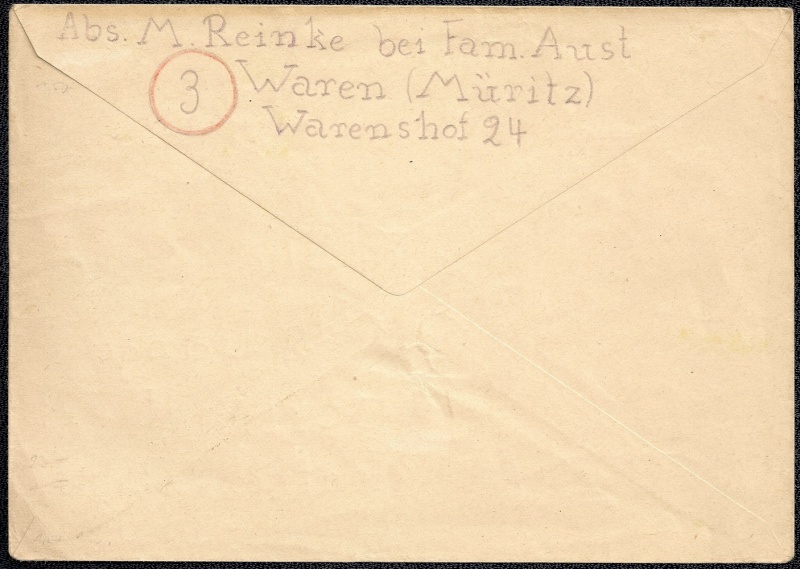 Abs. M. Reinke bei Fam. Aust
3 Waren (Müritz)
Warenshof 24